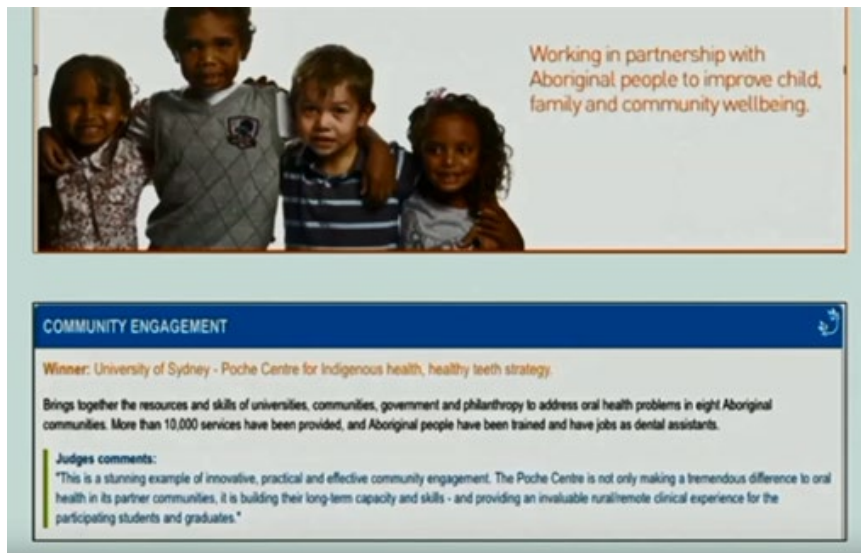 Working in partnership with
Aboriginal people to improve child,
family and community wellbeing.
COMMUNITY ENGAGEMENT
Winner: University of Sydney - Poche Centre for Indigenous health, healthy teeth strategy.
Brings together the resources and skills of universities, communities, government and philanthropy to address oral health problems in eight Aboriginal
communities. More than 10,000 services have been provided, and Aboriginal people have been trained and have jobs as dental assistants.
Judges comments:
"This is a stunning example of innovative, practical and effective community engagement. The Poche Centre is not only making a tremendous difference to oral
health in its partner communities, it is building their long-term capacity and skills - and providing an invaluable rural/remote clinical experience for the
participating students and graduates."